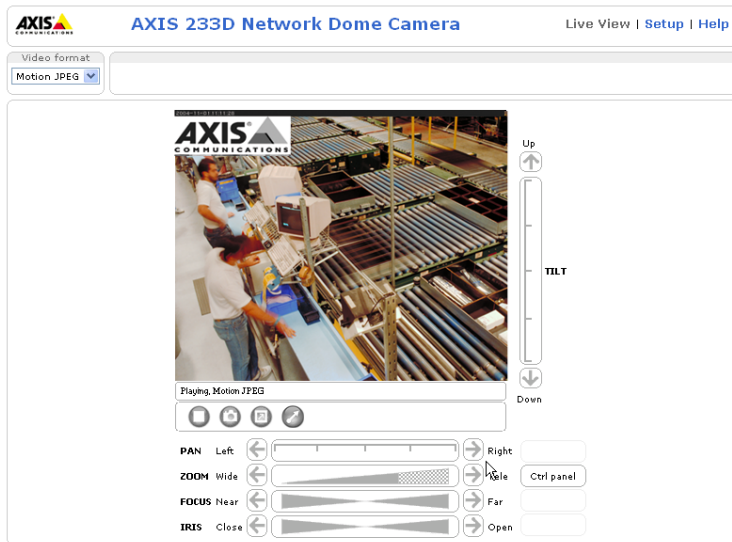 AXIS
COMMUNICATIONS
AXIS 233D Network Dome Camera
Live View | Setup | Help
Video format
Motion JPEG
AXIS
COMMUNICATIONS
Up
TILT
Down
Playing, Motion JPEG
PAN Left Right
ZOOM Wide Tele Ctrl panel
FOCUS Near Far
IRIS Close Open